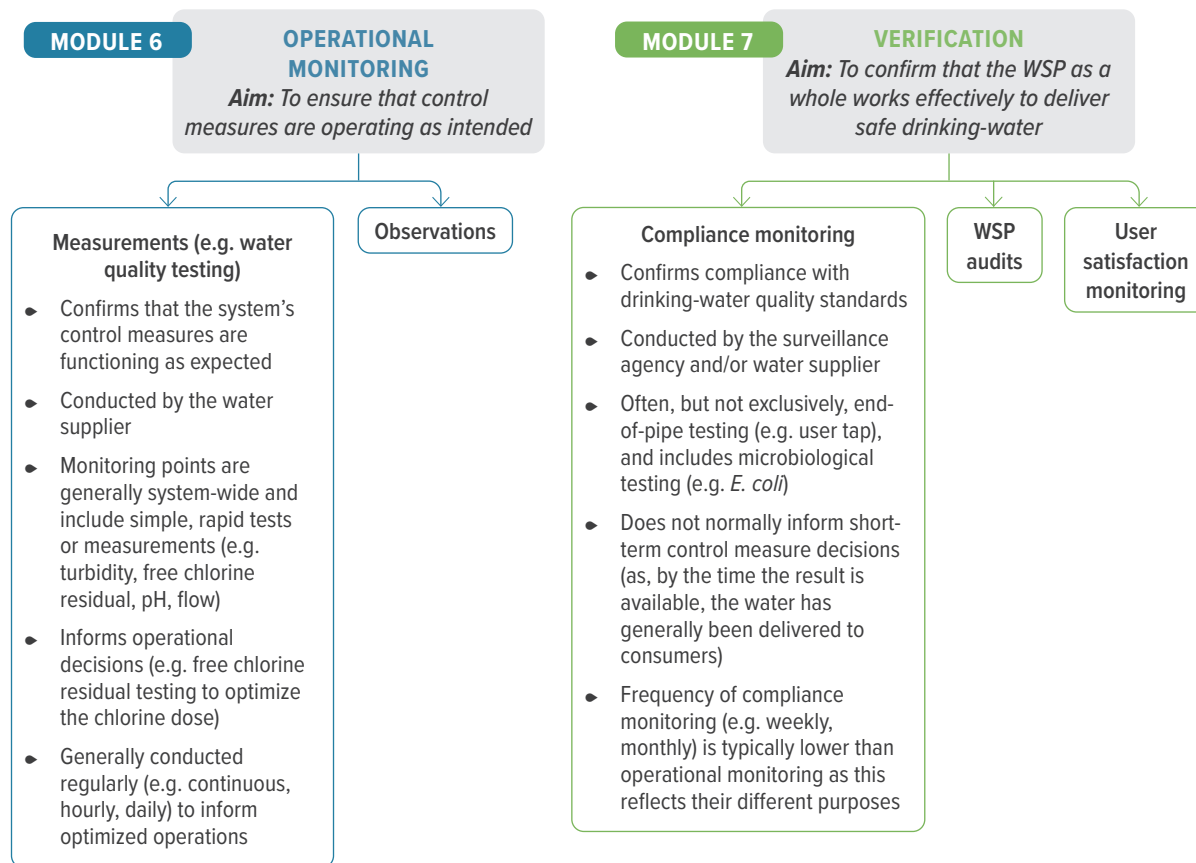 MODULE 6
OPERATIONAL
MONITORING
Aim: To ensure that control
measures are operating as intended
Measurements (e.g. water
quality testing)
Confirms that the system's
control measures are
functioning as expected
Conducted by the water
supplier
Monitoring points are
generally system-wide and
include simple, rapid tests
or measurements (e.g.
turbidity, free chlorine
residual, pH, flow)
Informs operational
decisions (e.g. free chlorine
residual testing to optimize
the chlorine dose)
Generally conducted
regularly (e.g. continuous,
hourly, daily) to inform
optimized operations
Observations
MODULE 7
VERIFICATION
Aim: To confirm that the WSP as a
whole works effectively to deliver
safe drinking-water
Compliance monitoring
Confirms compliance with
drinking-water quality standards
Conducted by the surveillance
agency and/or water supplier
Often, but not exclusively, end-
of-pipe testing (e.g. user tap),
and includes microbiological
testing (e.g. E. coli)
Does not normally inform short-
term control measure decisions
(as, by the time the result is
available, the water has
generally been delivered to
consumers)
Frequency of compliance
monitoring (e.g. weekly,
monthly) is typically lower than
operational monitoring as this
reflects their different purposes
WSP
audits
User
satisfaction
monitoring